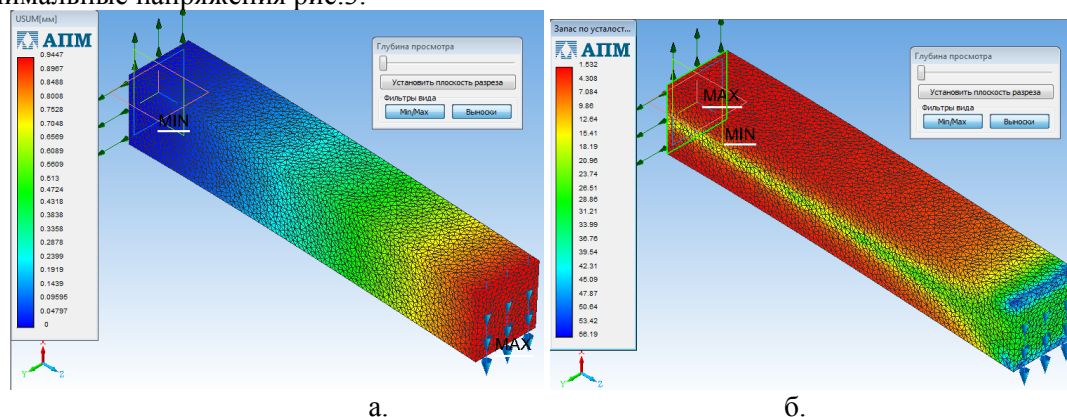 нимальные напряжения рис.3.
USUM[мм]
АПМ
0.9447
0.8967
0.8488
0.8008
0.7528
0.7048
0.6569
0.6089
0.5609
0.513
0.4724
0.4318
0.3838
0.3358
0.2878
0.2399
0.1919
0.1439
0.09595
0.04797
0
Глубина просмотра
Установить плоскость разреза
Фильтры вида
Min/Max
Выноски
MIN
MAX
x
y
z
а.
Запас по усталост...
АПМ
1.532
4.308
7.084
9.86
12.64
15.41
18.19
20.96
23.74
26.51
28.86
31.21
33.99
36.76
39.54
42.31
45.09
47.87
50.64
53.42
56.19
Глубина просмотра
Установить плоскость разреза
Фильтры вида
Min/Max
Выноски
MAX
MIN
x
y
z
б.